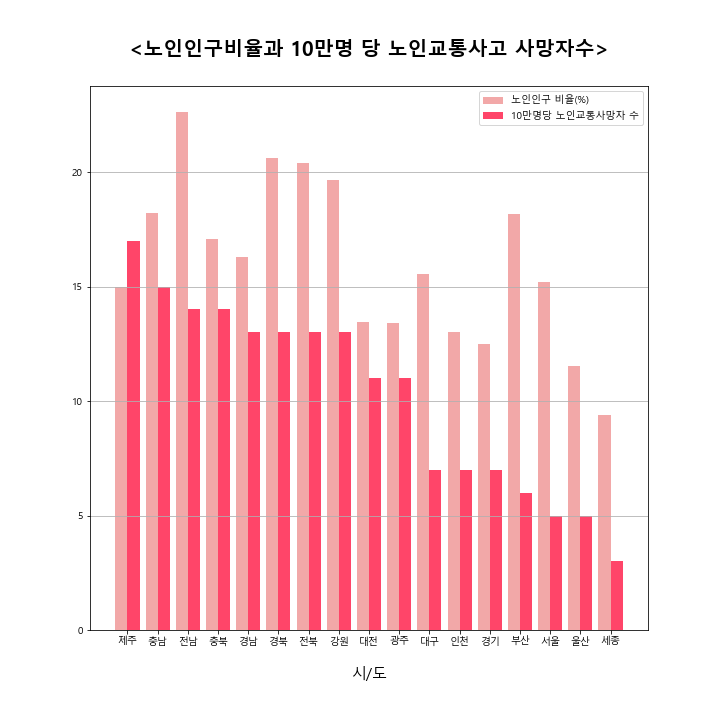 <노인인구비율과 10만명 당 노인교통사고 사망자수>
노인인구 비율(%)
10만명당 노인교통사망자 수
20
15
10
5
0
제주 충남 전남 충북 경남 경북 전북 강원 대전 광주 대구 인천 경기 부산 서울 울산 세종
시/도